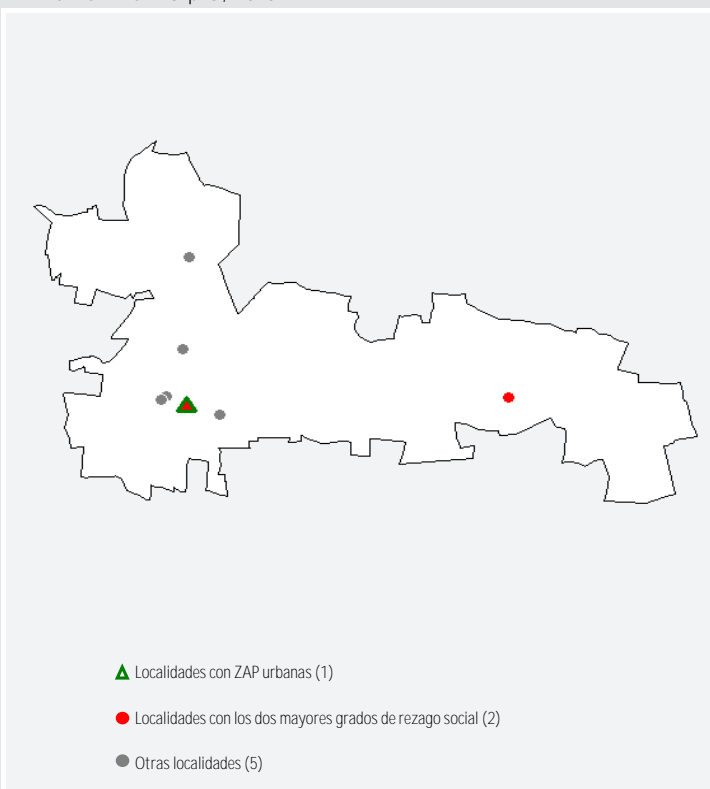 Localidades con ZAP urbanas (1)
Localidades con los dos mayores grados de rezago social (2)
Otras localidades (5)